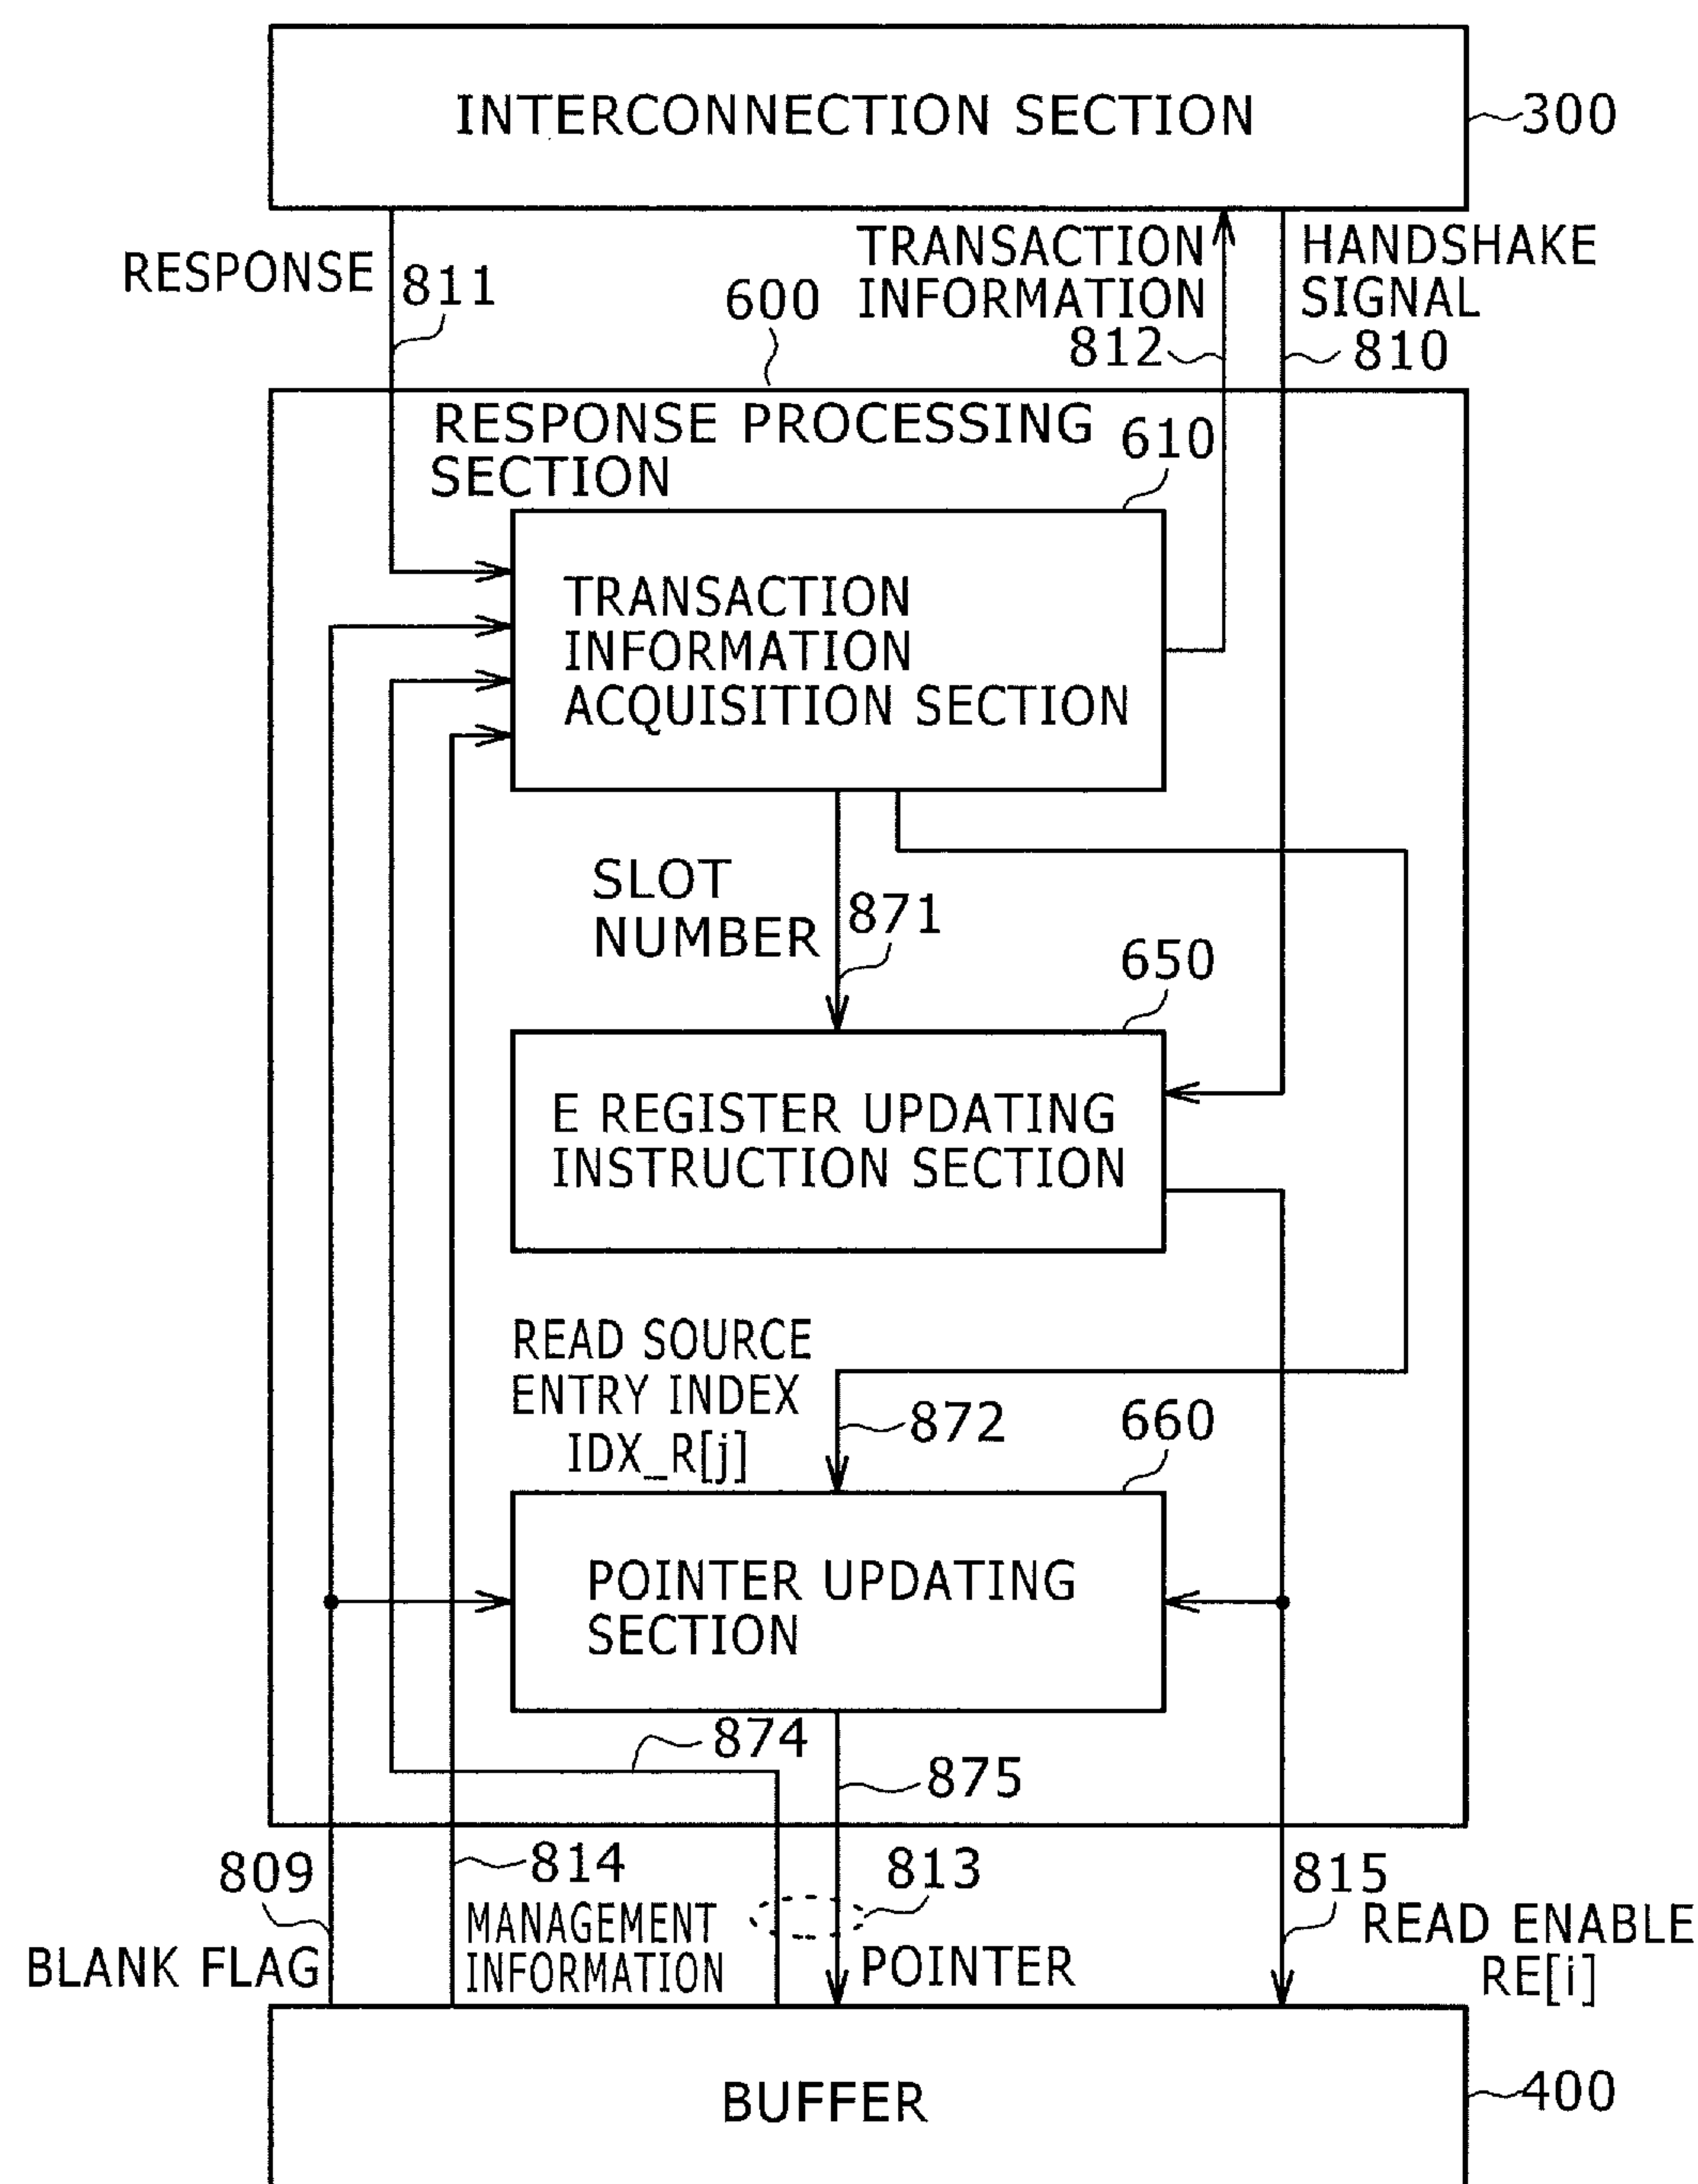 INTERCONNECTION SECTION
300
RESPONSE
811
600
TRANSACTION
INFORMATION
812
HANDSHAKE
SIGNAL
810
RESPONSE PROCESSING
SECTION
610
TRANSACTION
INFORMATION
ACQUISITION SECTION
SLOT
NUMBER
871
650
E REGISTER UPDATING
INSTRUCTION SECTION
READ SOURCE
ENTRY INDEX
IDX_R[j]
872
660
POINTER UPDATING
SECTION
874
875
809
BLANK FLAG
814
MANAGEMENT
INFORMATION
813
POINTER
815
READ ENABLE
RE[i]
BUFFER
400